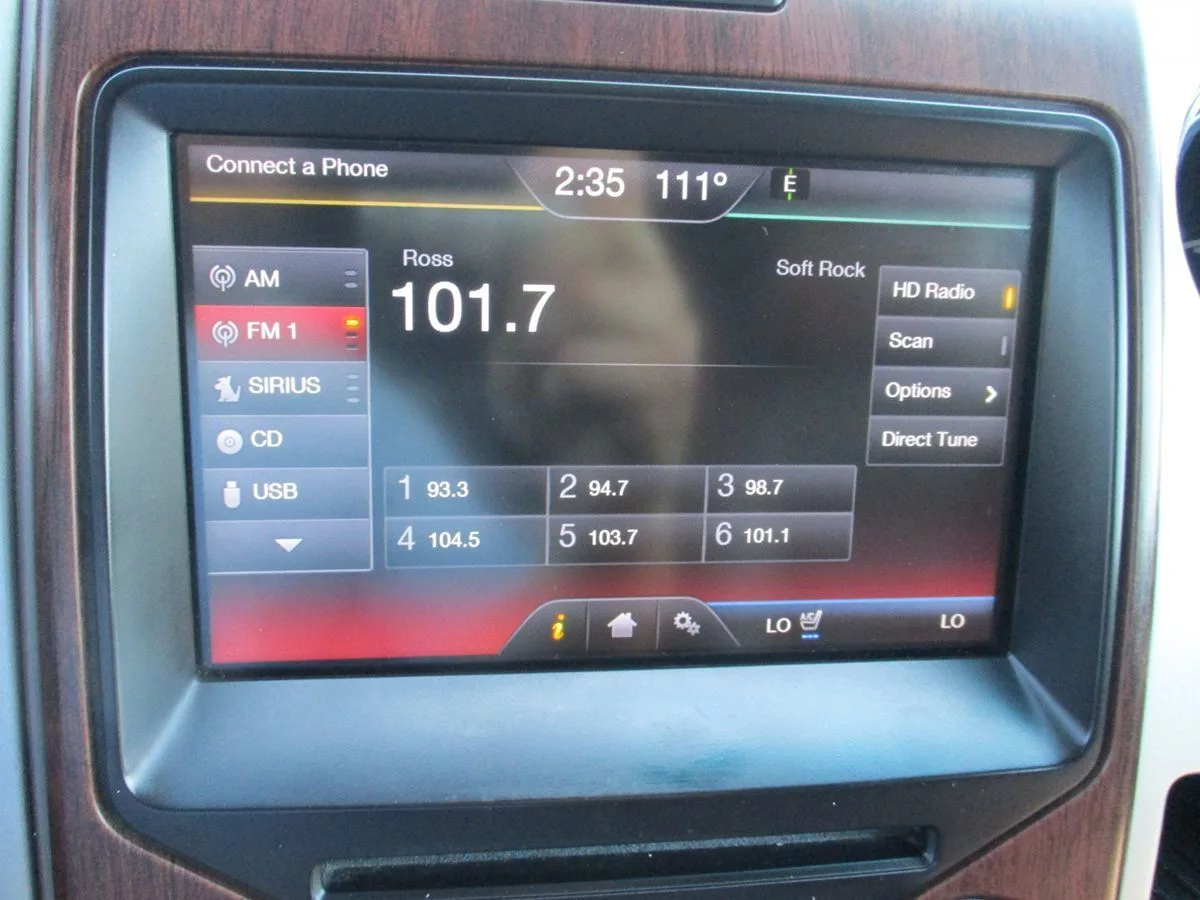 Connect a Phone
2:35 111° E
AM
FM 1
SIRIUS
CD
USB
Ross
101.7
Soft Rock
HD Radio
Scan
Options
Direct Tune
1 93.3
2 94.7
3 98.7
4 104.5
5 103.7
6 101.1
i
LO A/C
LO